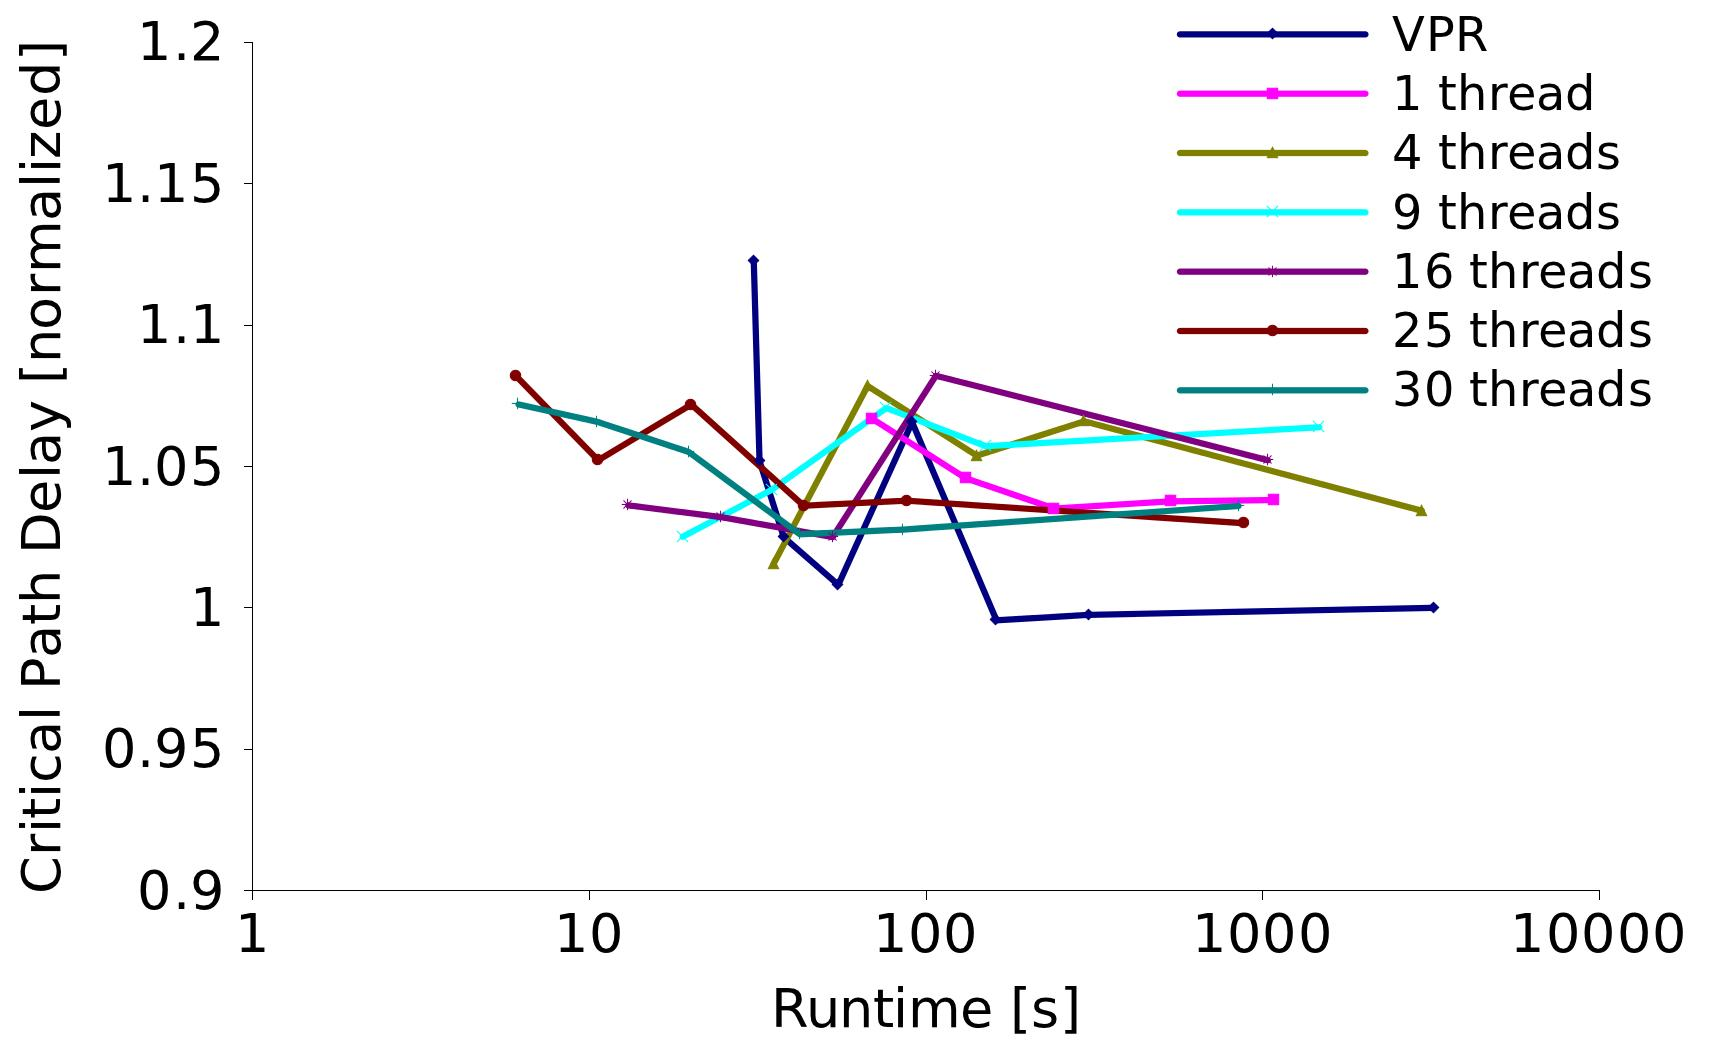 Critical Path Delay [normalized]
1.2
1.15
1.1
1.05
1
0.95
0.9
1
10
100
1000
10000
Runtime [s]
VPR
1 thread
4 threads
9 threads
16 threads
25 threads
30 threads